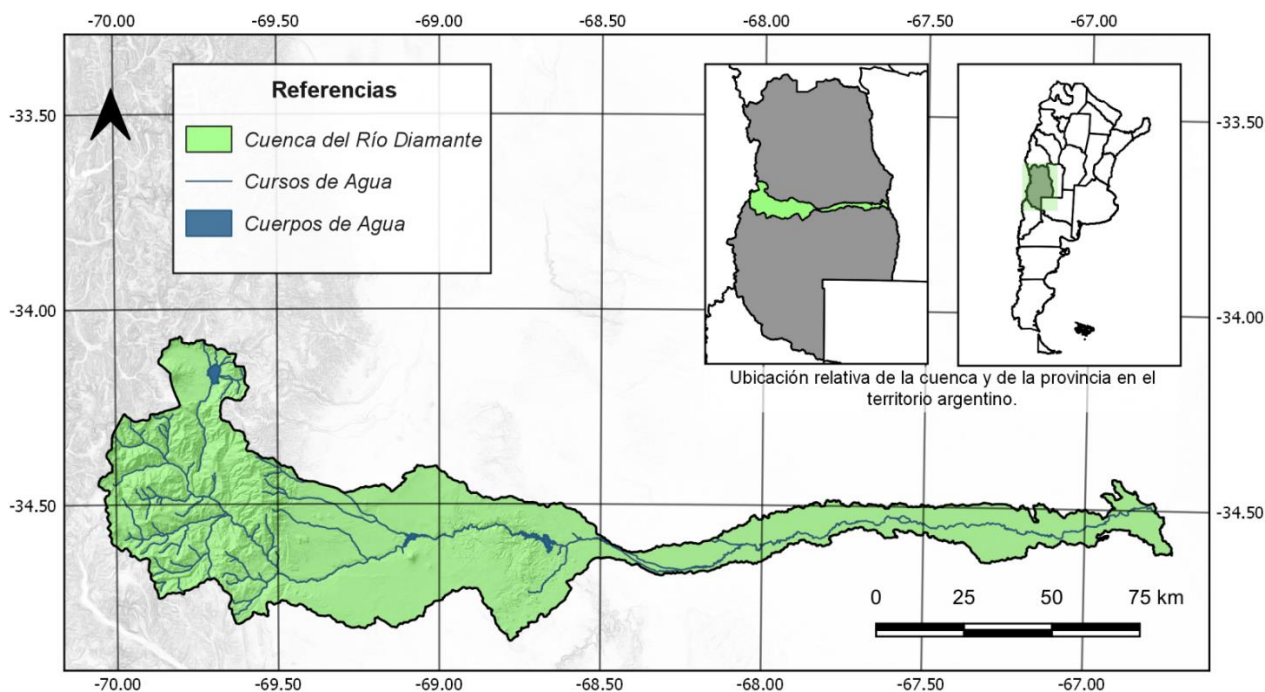 -70.00 -69.50 -69.00 -68.50 -68.00 -67.50 -67.00
Referencias
Cuenca del Río Diamante
Cursos de Agua
Cuerpos de Agua
-33.50 -33.50
-34.00 -34.00
Ubicación relativa de la cuenca y de la provincia en el
territorio argentino.
-34.50 -34.50
0 25 50 75 km
-70.00 -69.50 -69.00 -68.50 -68.00 -67.50 -67.00